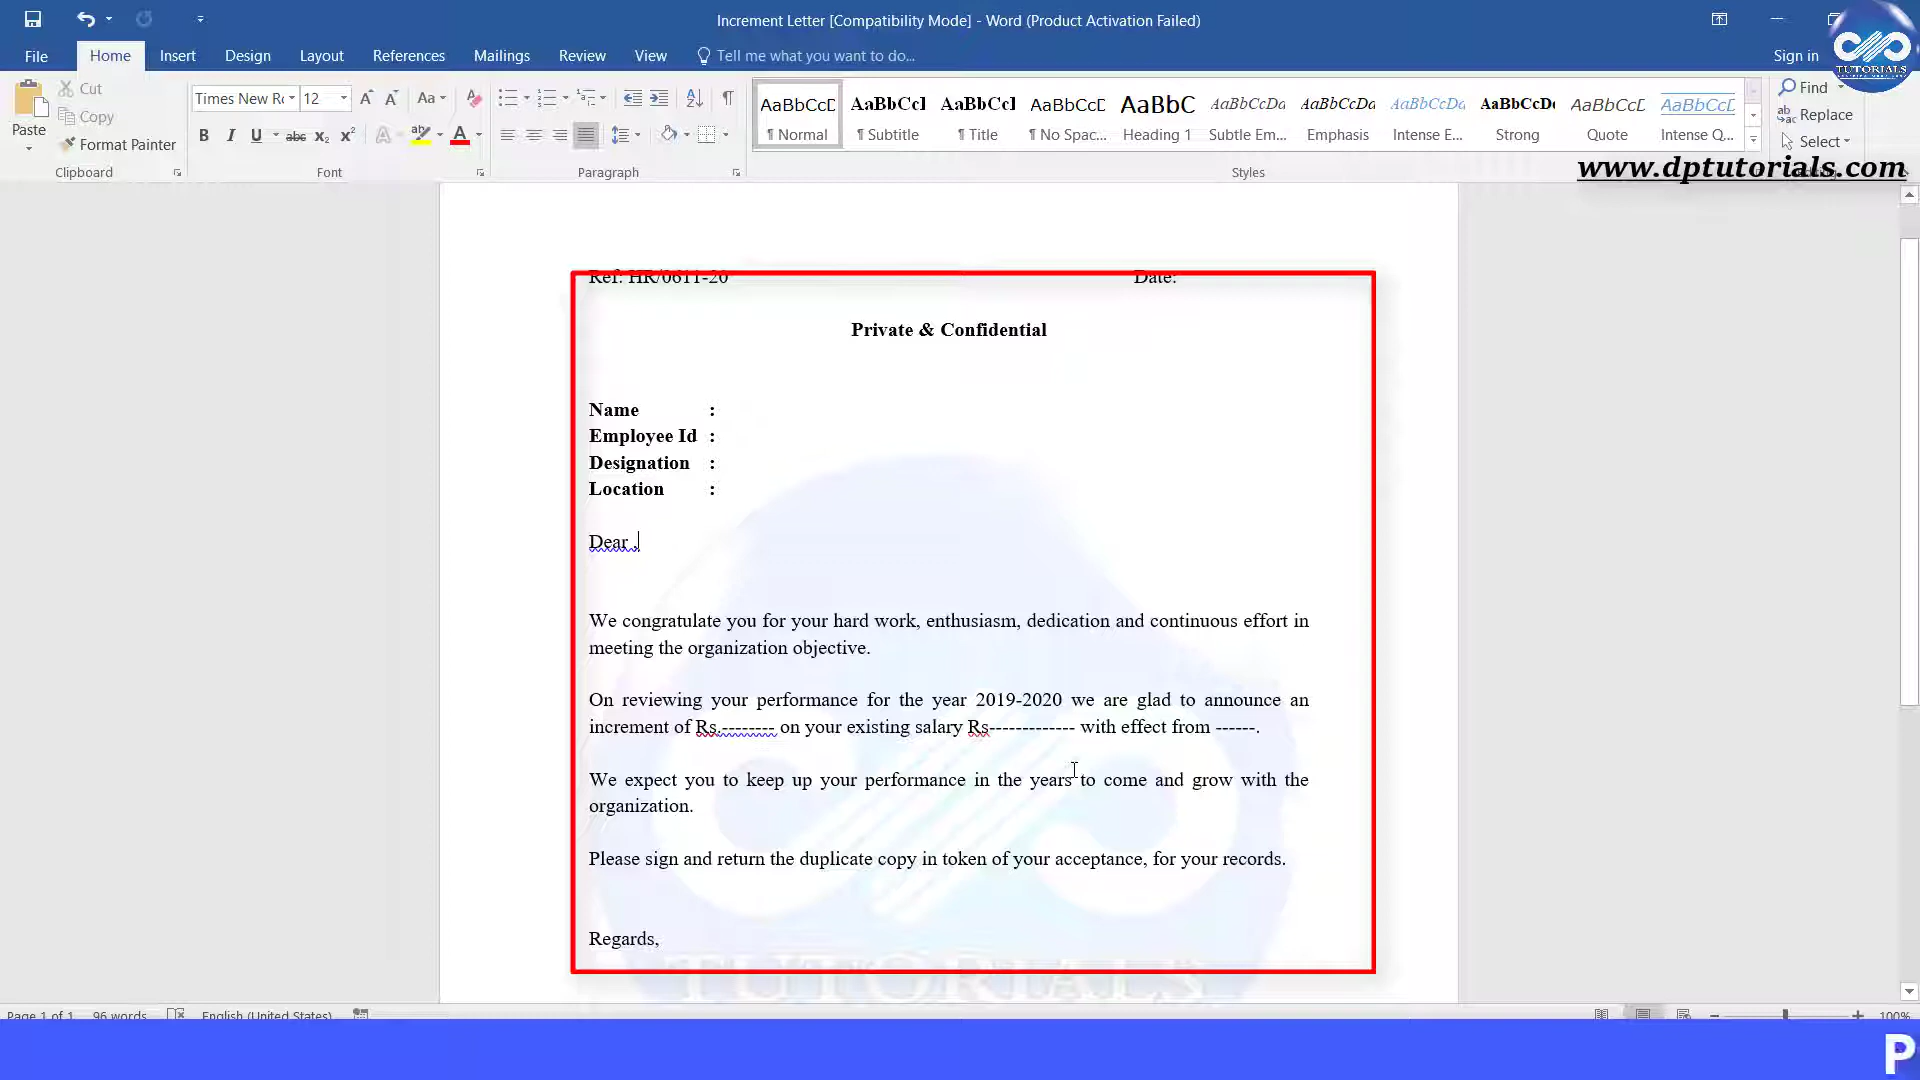 Increment Letter [Compatibility Mode] - Word (Product Activation Failed)
File Home Insert Design Layout References Mailings Review View Tell me what you want to do... Sign in
TUTORIALS
Cut
Copy
Format Painter
Paste
Clipboard
Times New Ro 12
Font
Paragraph
AaBbCcD AaBbCcI AaBbCcI AaBbCcD AaBbC AaBbCcDa AaBbCcDa AaBbCcDa AaBbCcDc AaBbCcD AaBbCcD
¶ Normal ¶ Subtitle ¶ Title ¶ No Spac... Heading 1 Subtle Em... Emphasis Intense E... Strong Quote Intense Q...
Styles
Find
Replace
Select
www.dptutorials.com
Ref: HR/0611-20 Date:
Private & Confidential
Name :
Employee Id :
Designation :
Location :
Dear ,
We congratulate you for your hard work, enthusiasm, dedication and continuous effort in
meeting the organization objective.
On reviewing your performance for the year 2019-2020 we are glad to announce an
increment of Rs.-------- on your existing salary Rs------------- with effect from ------.
We expect you to keep up your performance in the years to come and grow with the
organization.
Please sign and return the duplicate copy in token of your acceptance, for your records.
Regards,
TUTORIALS
Page 1 of 1 96 words English (United States) 100%
P